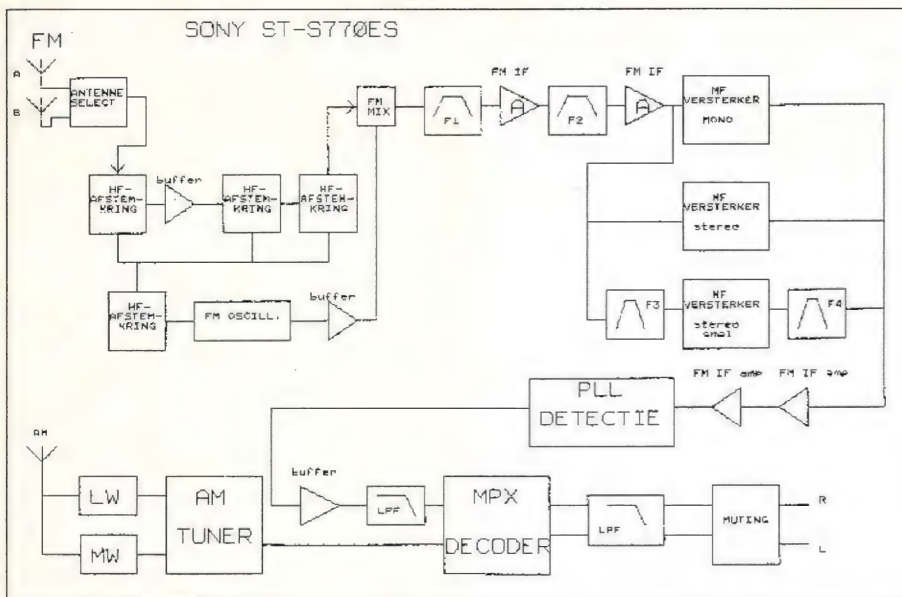 SONY ST-S770ES
FM
A
B
ANTENNE
SELECT
HF-
AFSTEM-
KRING
buffer
HF-
AFSTEM-
KRING
HF-
AFSTEM-
KRING
FM
MIX
F1
FM IF
A
F2
FM IF
A
MF
VERSTERKER
MONO
MF
VERSTERKER
stereo
F3
MF
VERSTERKER
stereo
smal
F4
HF-
AFSTEM-
KRING
FM OSCILL.
buffer
FM IF amp
FM IF amp
PLL
DETECTIE
AM
LW
MW
AM
TUNER
buffer
LPF
MPX
DECODER
LPF
MUTING
R
L